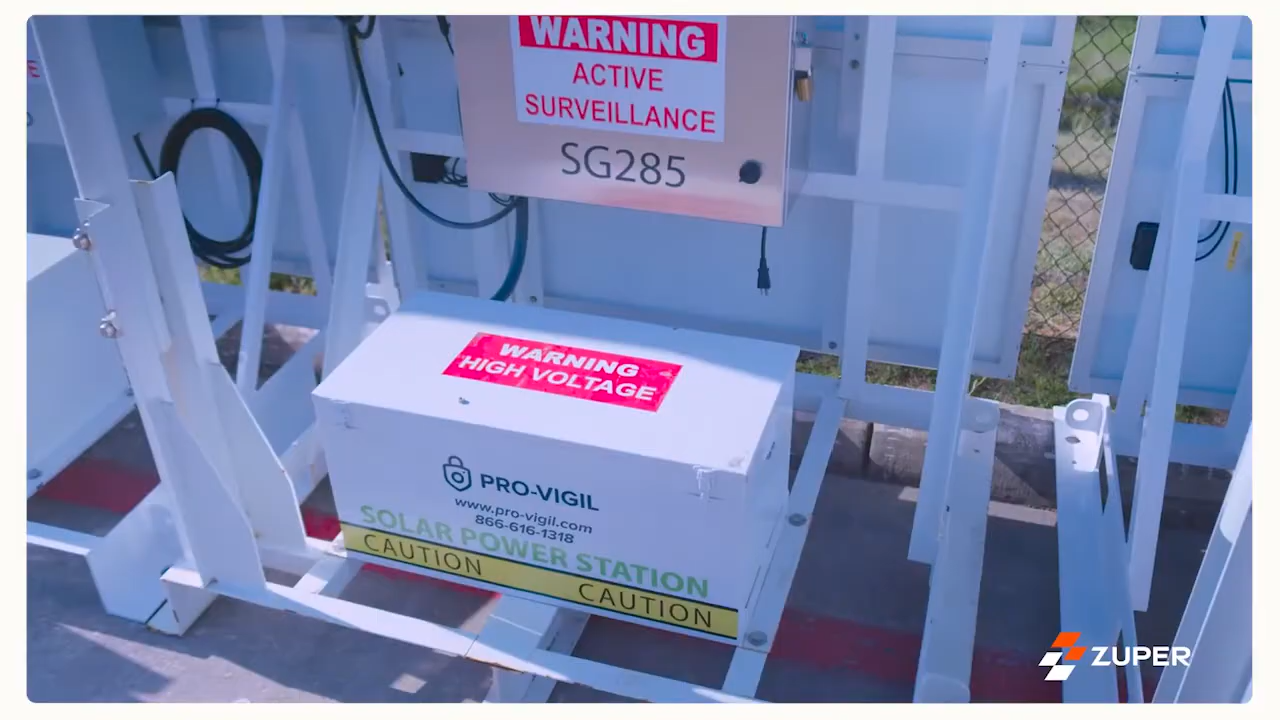 WARNING
ACTIVE
SURVEILLANCE
SG285
WARNING
HIGH VOLTAGE
PRO-VIGIL
www.pro-vigil.com
866-616-1318
SOLAR POWER STATION
CAUTION CAUTION
ZUPER